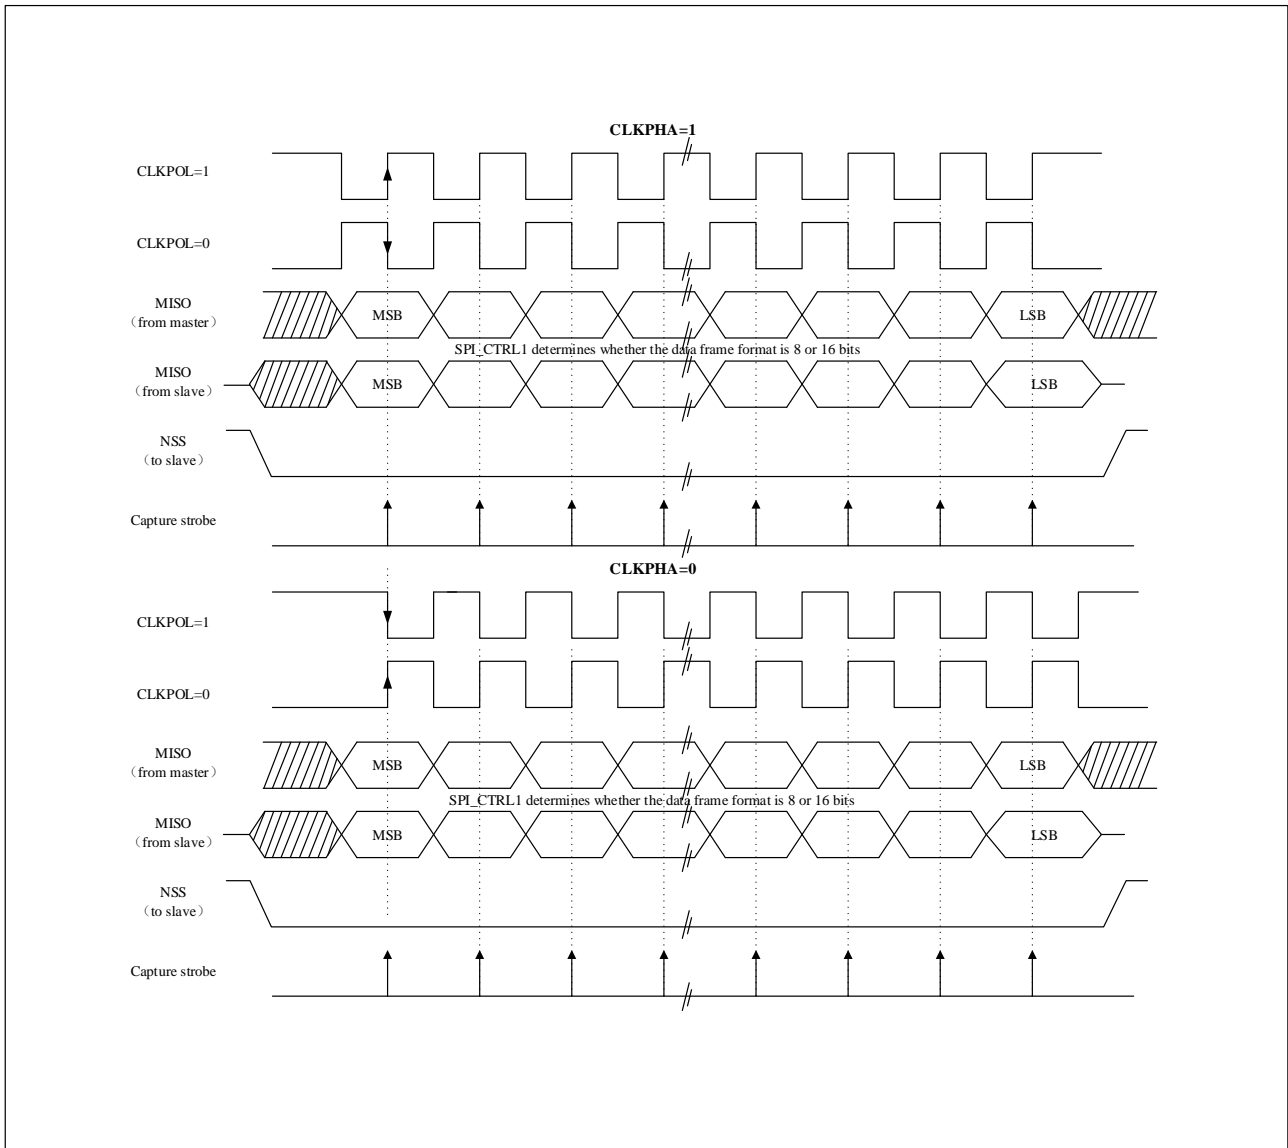 CLKPHA=1
CLKPOL=1
CLKPOL=0
MISO
（from master）
MSB
LSB
SPI_CTRL1 determines whether the data frame format is 8 or 16 bits
MISO
（from slave）
MSB
LSB
NSS
（to slave）
Capture strobe
CLKPHA=0
CLKPOL=1
CLKPOL=0
MISO
（from master）
MSB
LSB
SPI_CTRL1 determines whether the data frame format is 8 or 16 bits
MISO
（from slave）
MSB
LSB
NSS
（to slave）
Capture strobe